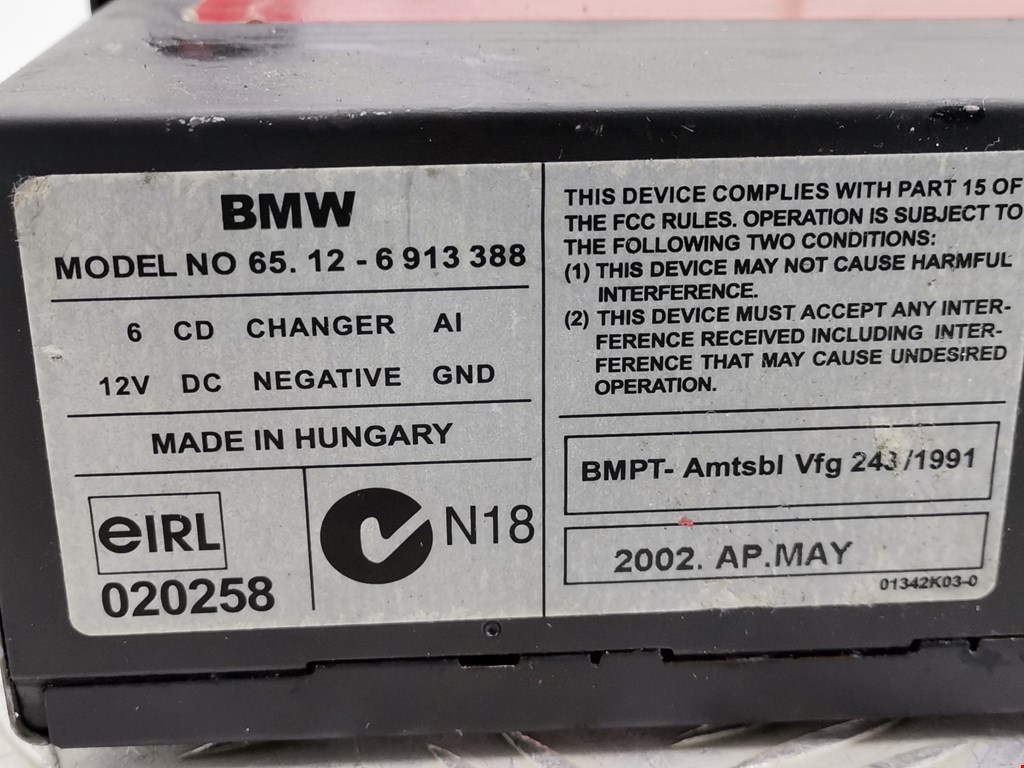 BMW
MODEL NO 65. 12 - 6 913 388
6 CD CHANGER AI
12V DC NEGATIVE GND
MADE IN HUNGARY
eIRL
020258
N18
THIS DEVICE COMPLIES WITH PART 15 OF
THE FCC RULES. OPERATION IS SUBJECT TO
THE FOLLOWING TWO CONDITIONS:
(1) THIS DEVICE MAY NOT CAUSE HARMFUL
INTERFERENCE.
(2) THIS DEVICE MUST ACCEPT ANY INTER-
FERENCE RECEIVED INCLUDING INTER-
FERENCE THAT MAY CAUSE UNDESIRED
OPERATION.
BMPT- Amtsbl Vfg 243/1991
2002. AP.MAY
01342K03-0